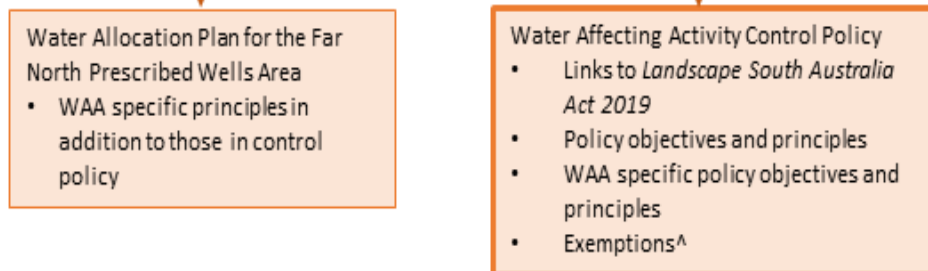 Water Allocation Plan for the Far
North Prescribed Wells Area
• WAA specific principles in
addition to those in control
policy
Water Affecting Activity Control Policy
• Links to Landscape South Australia
Act 2019
• Policy objectives and principles
• WAA specific policy objectives and
principles
• Exemptions^